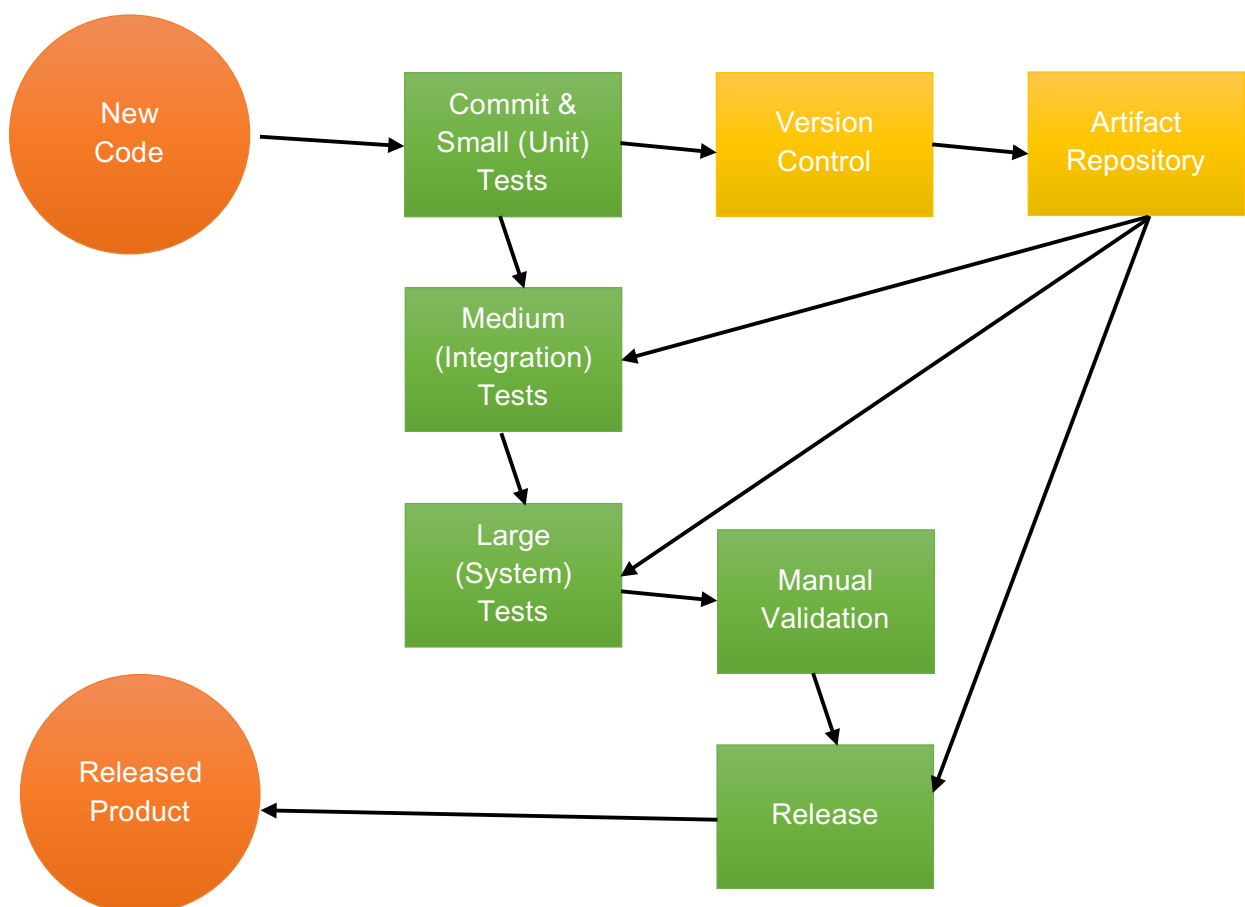 New
Code
Commit &
Small (Unit)
Tests
Version
Control
Artifact
Repository
Medium
(Integration)
Tests
Large
(System)
Tests
Manual
Validation
Released
Product
Release